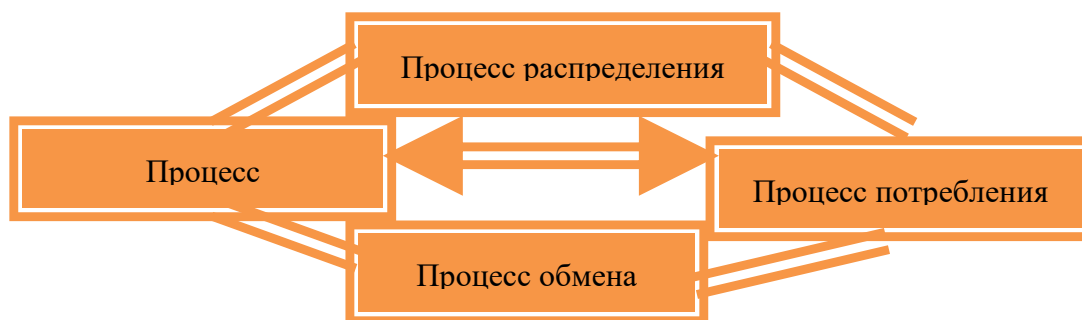 Процесс распределения
Процесс
Процесс потребления
Процесс обмена